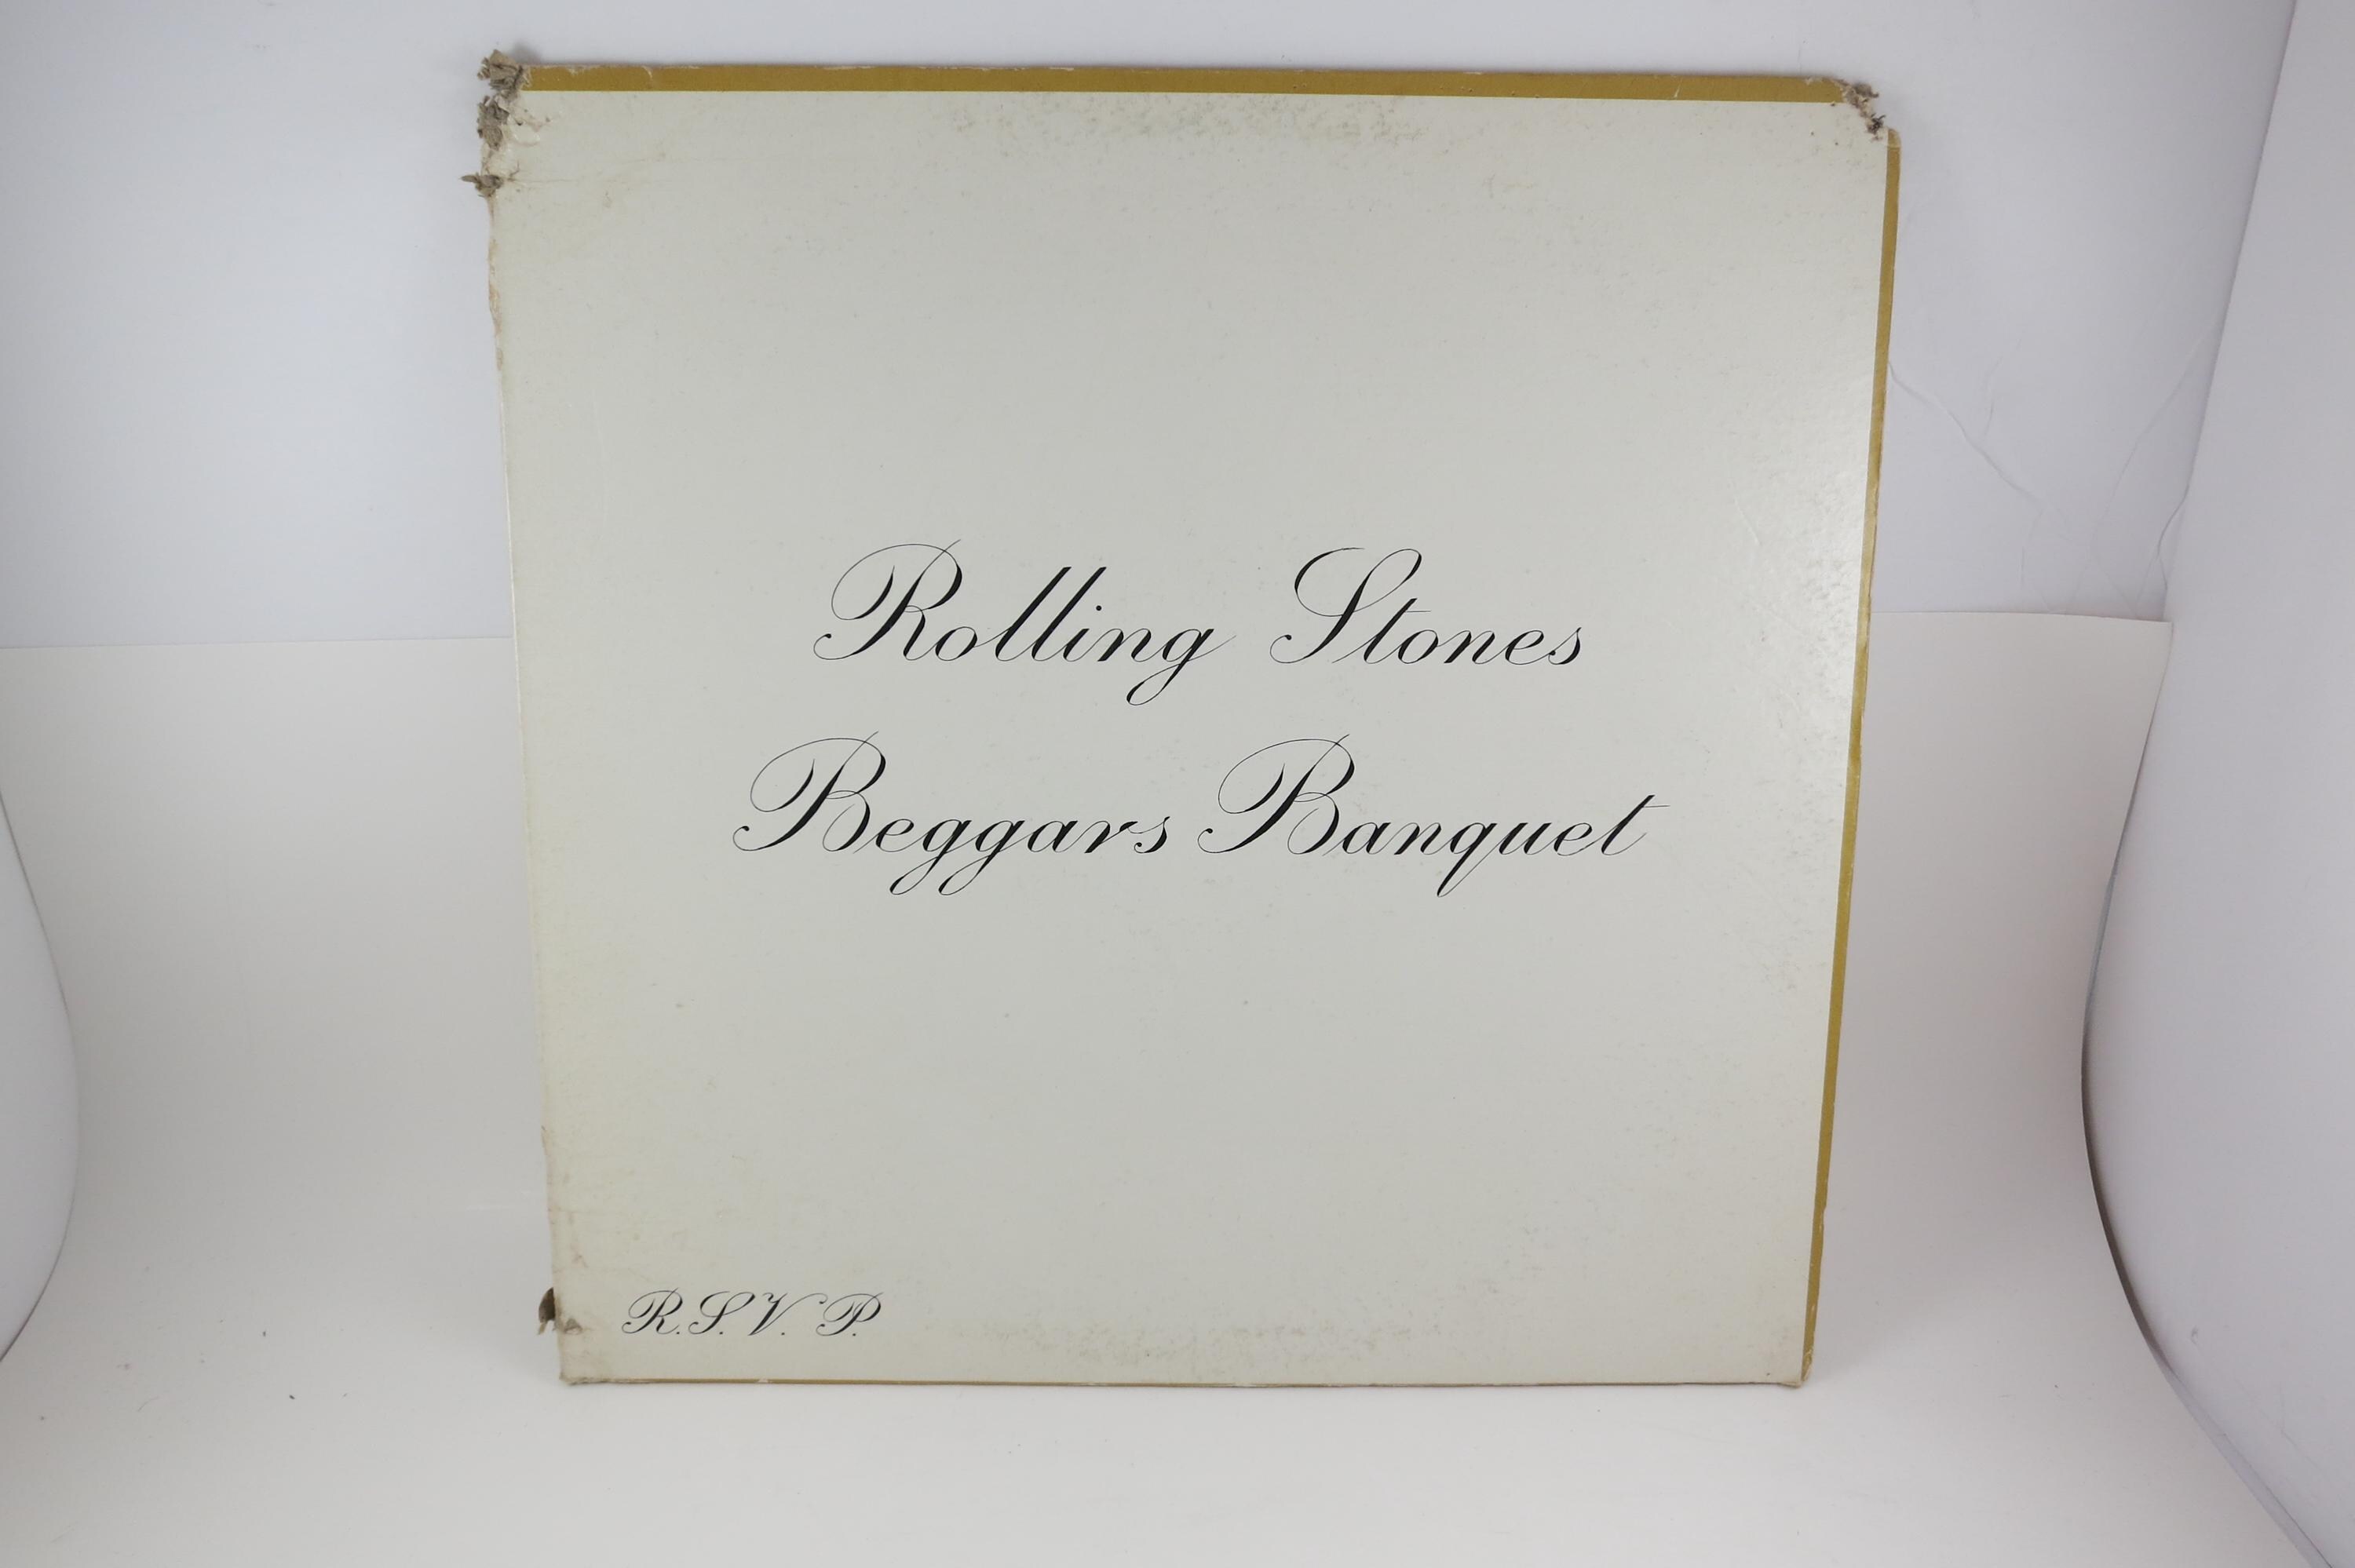 Rolling Stones
Beggars Banquet
R.S.V.P.